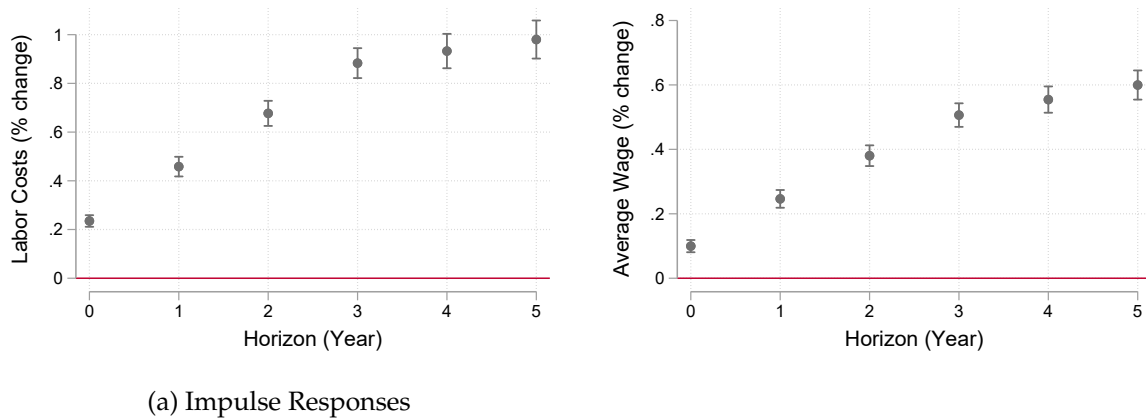 Labor Costs (% change)
1
.8
.6
.4
.2
0
0 1 2 3 4 5
Horizon (Year)
Average Wage (% change)
.8
.6
.4
.2
0
0 1 2 3 4 5
Horizon (Year)
(a) Impulse Responses